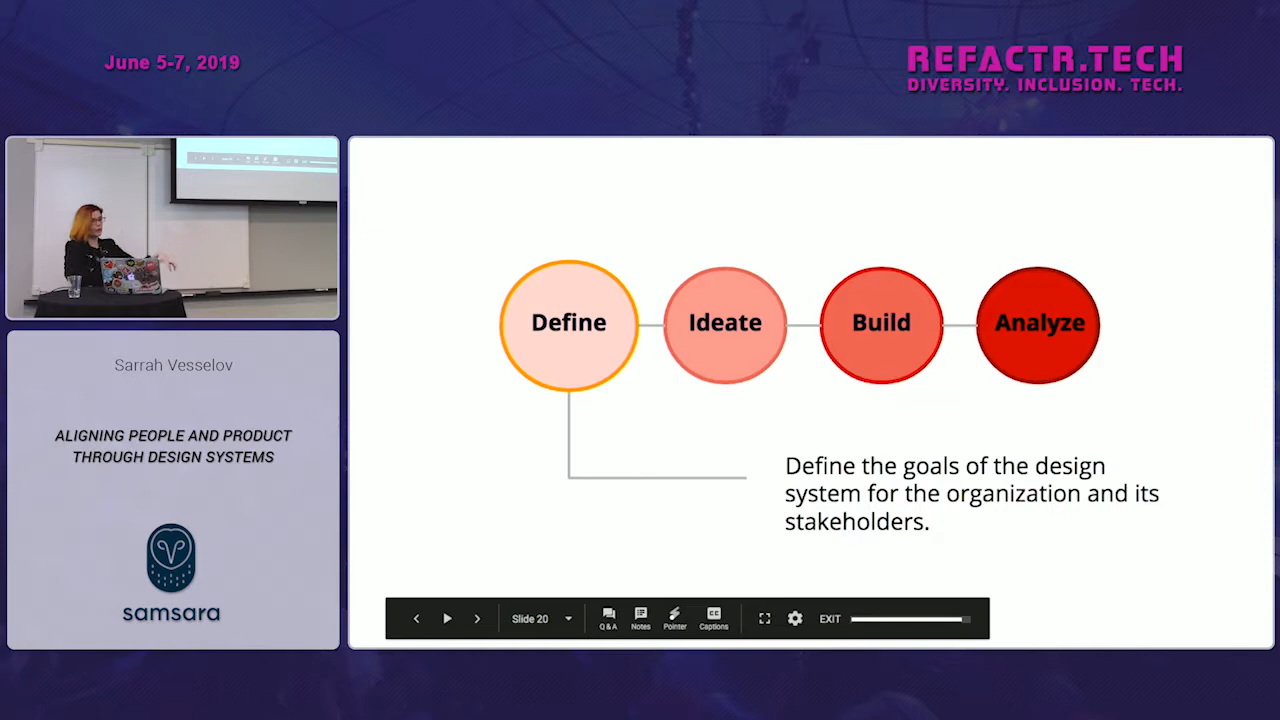 June 5-7, 2019
REFACTR.TECH
DIVERSITY. INCLUSION. TECH.
Sarrah Vesselov
ALIGNING PEOPLE AND PRODUCT
THROUGH DESIGN SYSTEMS
samsara
Define
Ideate
Build
Analyze
Define the goals of the design
system for the organization and its
stakeholders.
Slide 20
Q & A
Notes
Pointer
CC
Captions
EXIT